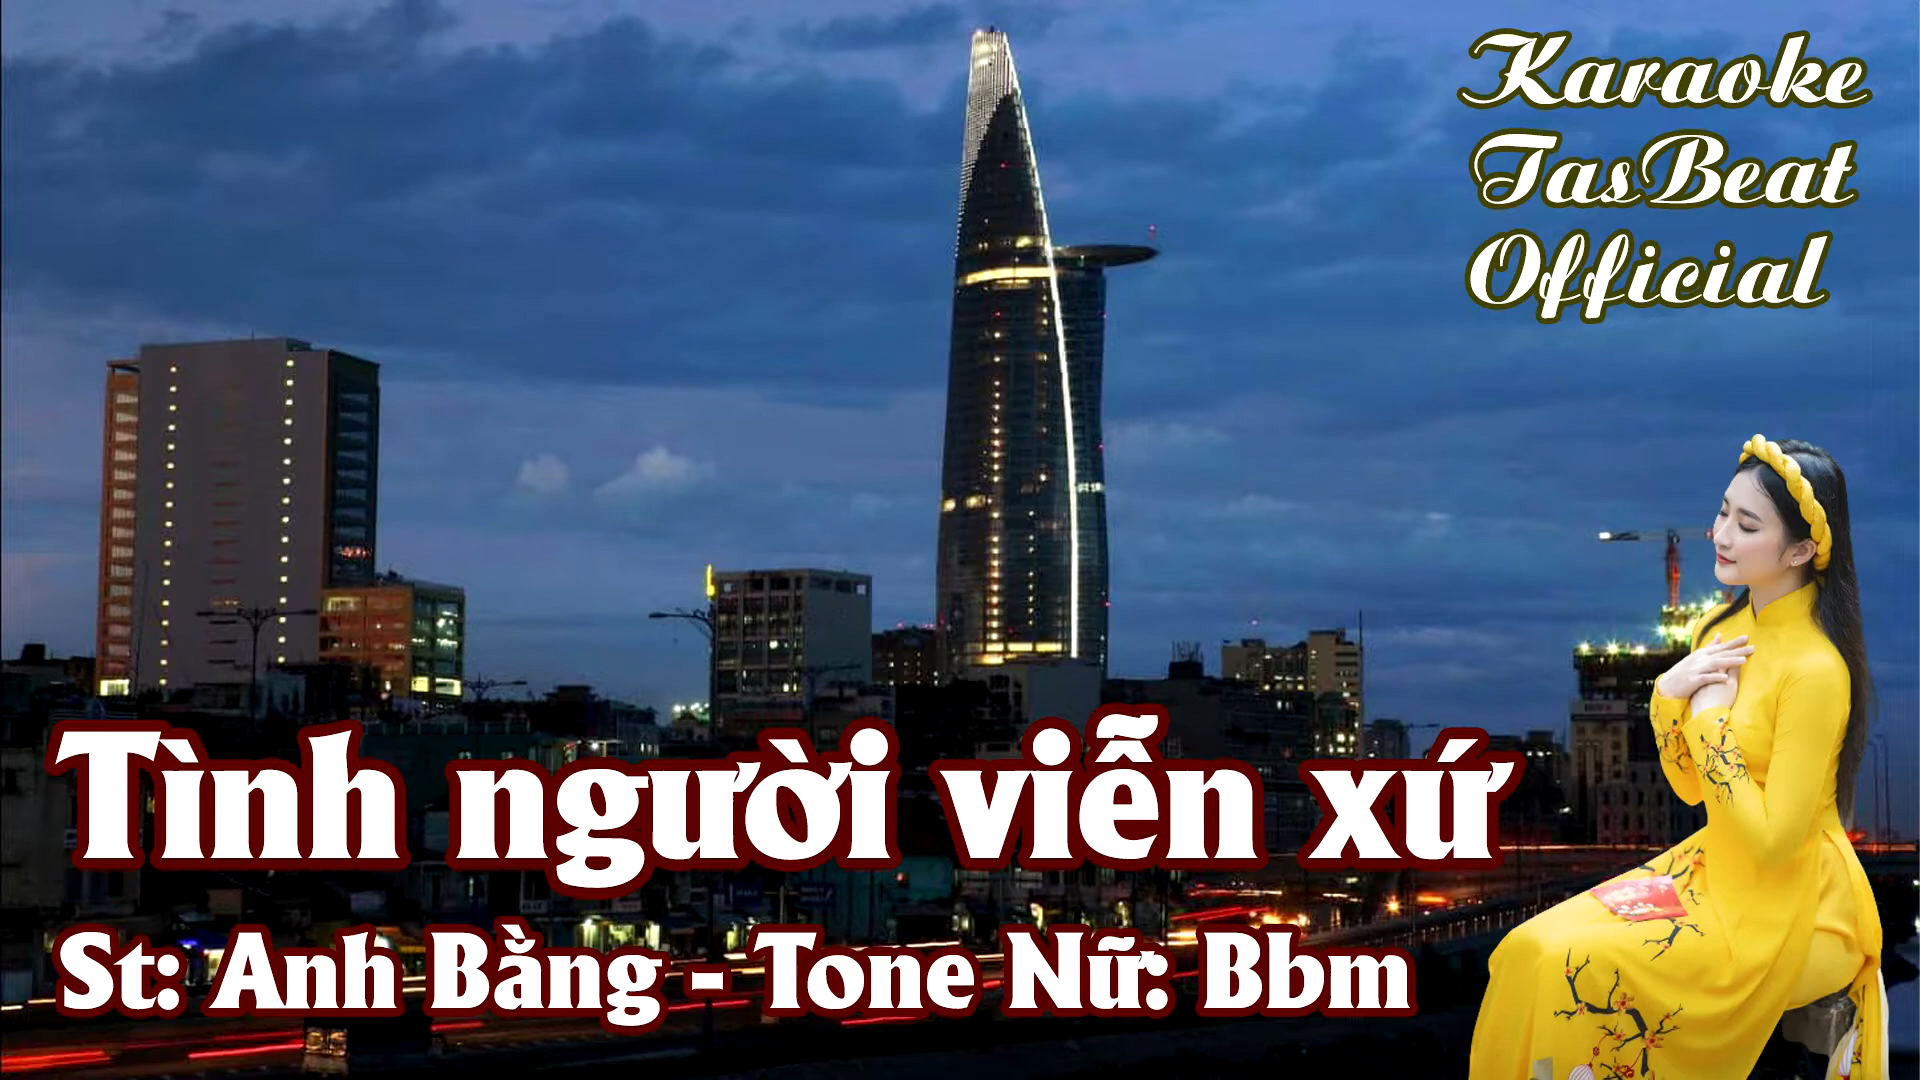 Karaoke
TasBeat
Official
Tình người viễn xứ
St: Anh Bằng - Tone Nữ: Bbm